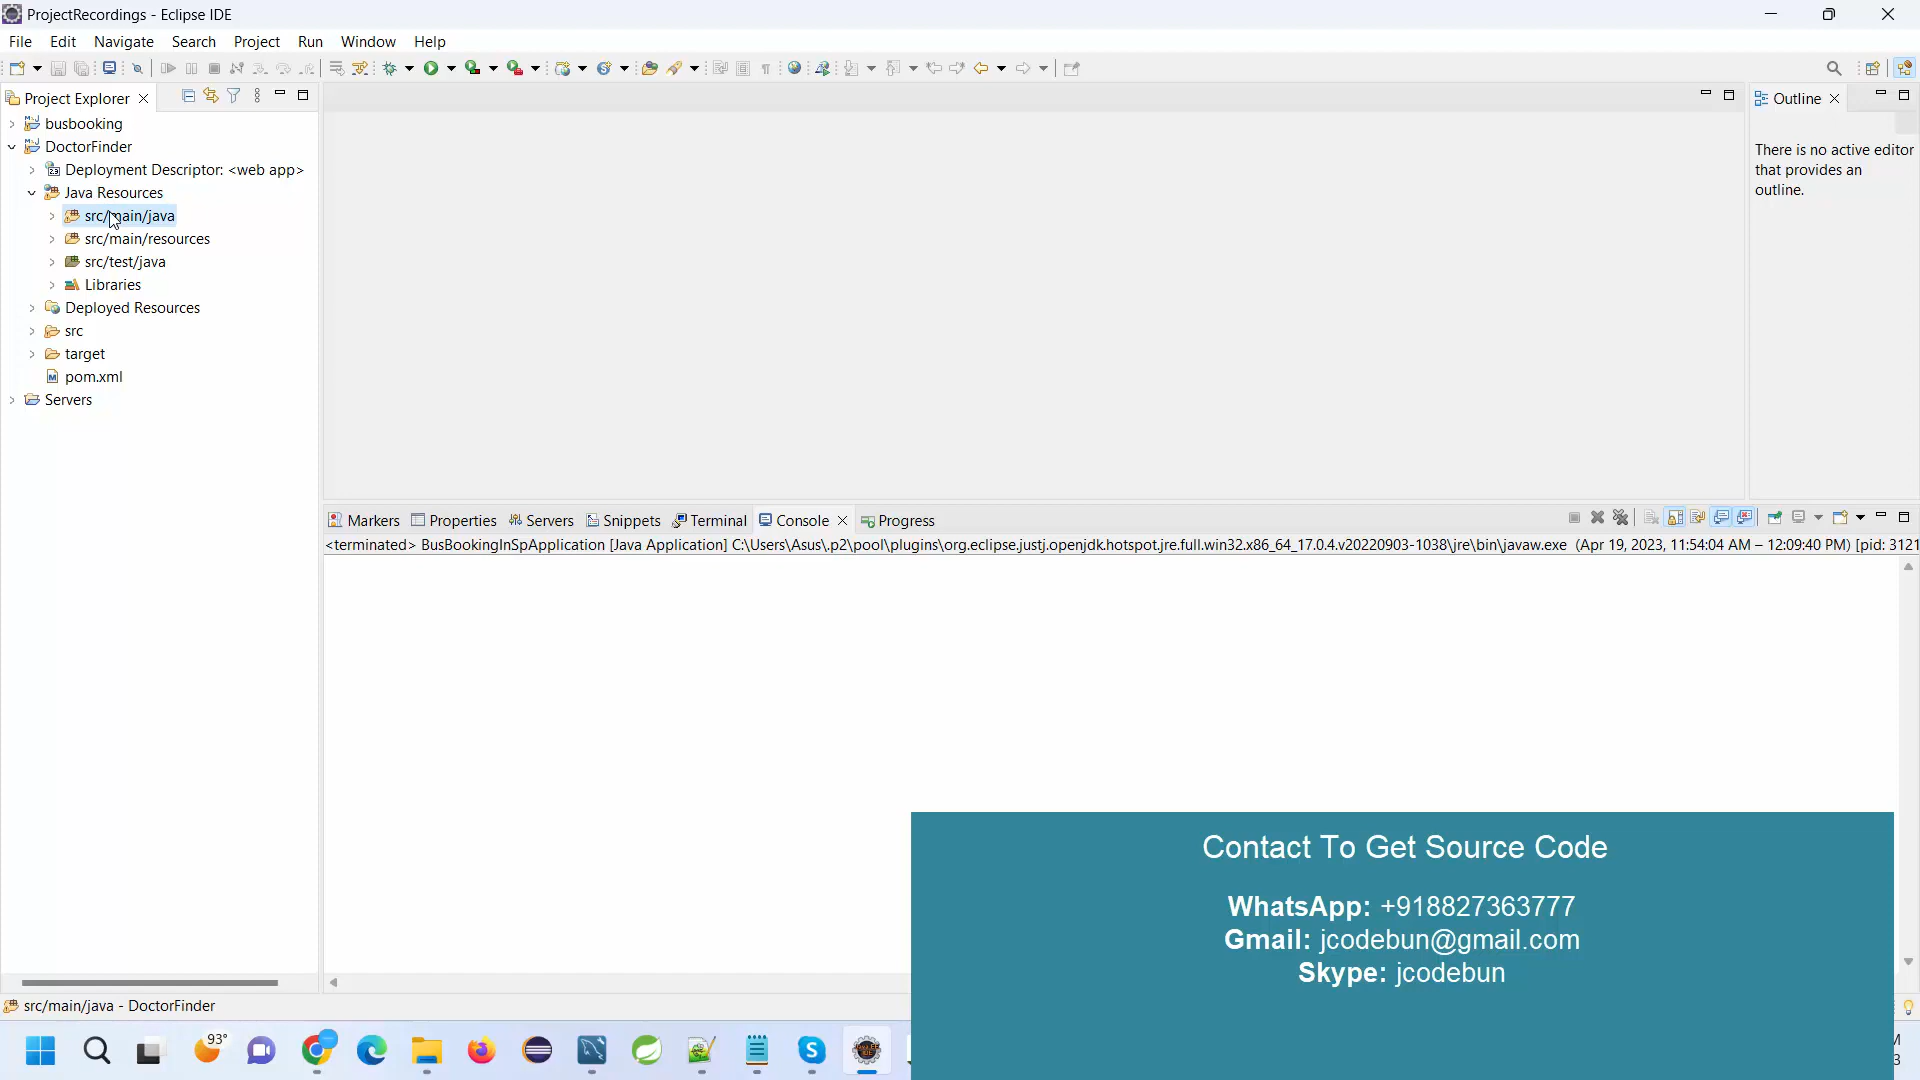 ProjectRecordings - Eclipse IDE
File Edit Navigate Search Project Run Window Help
Project Explorer
busbooking
DoctorFinder
Deployment Descriptor: <web app>
Java Resources
src/main/java
src/main/resources
src/test/java
Libraries
Deployed Resources
src
target
pom.xml
Servers
Outline
There is no active editor
that provides an
outline.
Markers Properties Servers Snippets Terminal Console Progress
<terminated> BusBookingInSpApplication [Java Application] C:\Users\Asus\.p2\pool\plugins\org.eclipse.justj.openjdk.hotspot.jre.full.win32.x86_64_17.0.4.v20220903-1038\jre\bin\javaw.exe (Apr 19, 2023, 11:54:04 AM – 12:09:40 PM) [pid: 3121
Contact To Get Source Code
WhatsApp: +918827363777
Gmail: jcodebun@gmail.com
Skype: jcodebun
src/main/java - DoctorFinder
93°